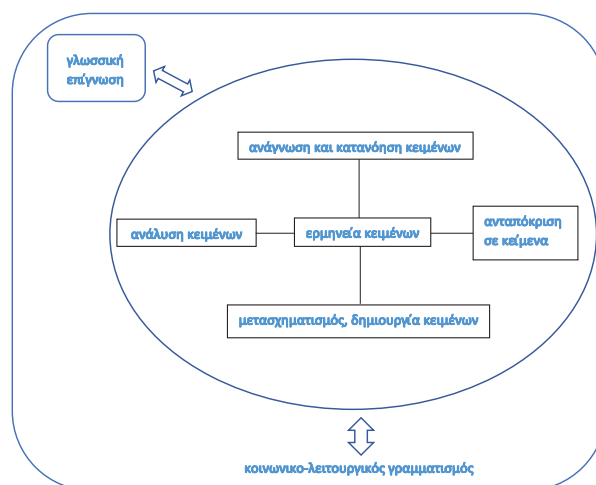 γλωσσική
επίγνωση
ανάγνωση και κατανόηση κειμένων
ανάλυση κειμένων
ερμηνεία κειμένων
ανταπόκριση
σε κείμενα
μετασχηματισμός, δημιουργία κειμένων
κοινωνικο-λειτουργικός γραμματισμός